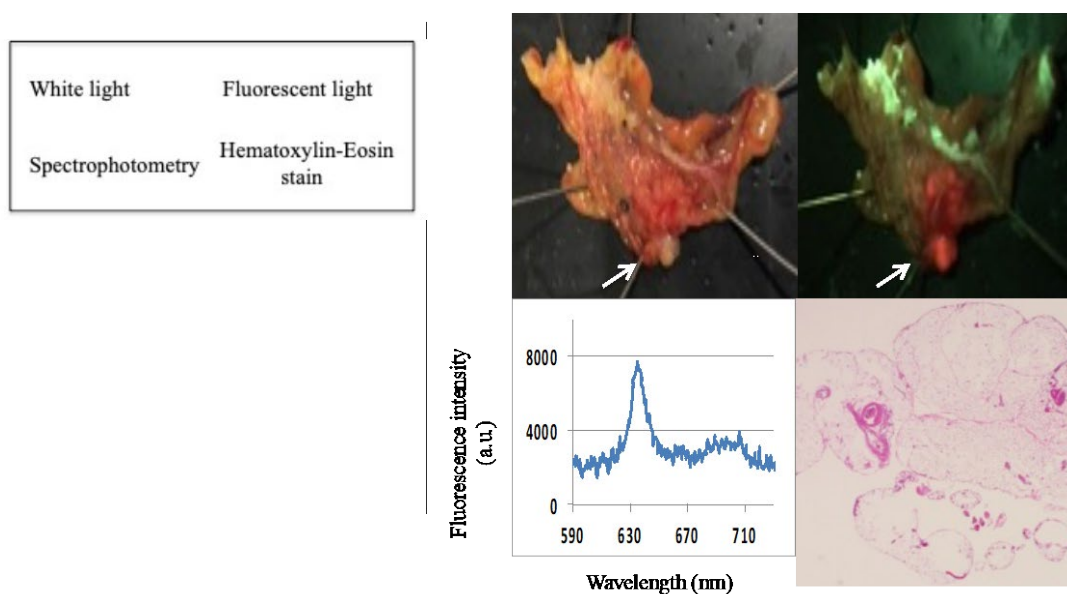 White light Fluorescent light
Spectrophotometry Hematoxylin-Eosin
stain
Fluorescence intensity
(a.u.)
8000
4000
0
590 630 670 710
Wavelength (nm)